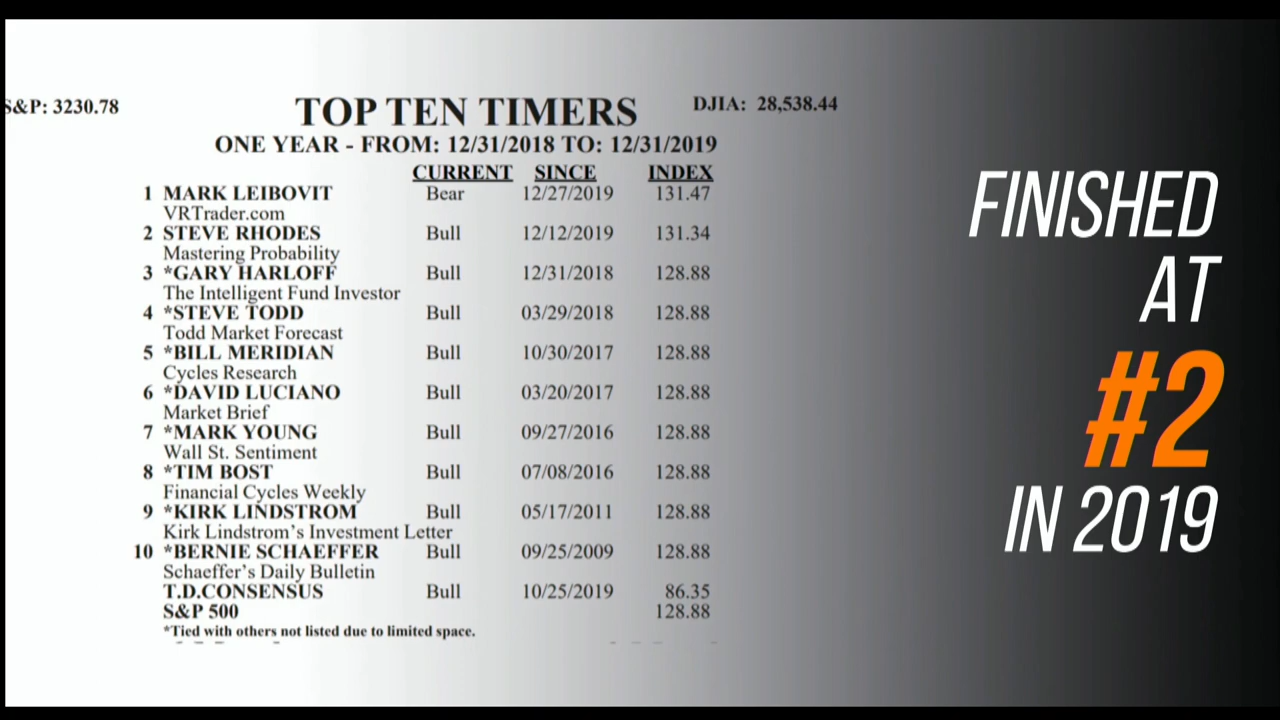 S&P: 3230.78
TOP TEN TIMERS
DJIA: 28,538.44
ONE YEAR - FROM: 12/31/2018 TO: 12/31/2019
CURRENT SINCE INDEX
1 MARK LEIBOVIT Bear 12/27/2019 131.47
VRTrader.com
2 STEVE RHODES Bull 12/12/2019 131.34
Mastering Probability
3 *GARY HARLOFF Bull 12/31/2018 128.88
The Intelligent Fund Investor
4 *STEVE TODD Bull 03/29/2018 128.88
Todd Market Forecast
5 *BILL MERIDIAN Bull 10/30/2017 128.88
Cycles Research
6 *DAVID LUCIANO Bull 03/20/2017 128.88
Market Brief
7 *MARK YOUNG Bull 09/27/2016 128.88
Wall St. Sentiment
8 *TIM BOST Bull 07/08/2016 128.88
Financial Cycles Weekly
9 *KIRK LINDSTROM Bull 05/17/2011 128.88
Kirk Lindstrom's Investment Letter
10 *BERNIE SCHAEFFER Bull 09/25/2009 128.88
Schaeffer's Daily Bulletin
T.D.CONSENSUS Bull 10/25/2019 86.35
S&P 500 128.88
*Tied with others not listed due to limited space.
FINISHED
AT
#2
IN 2019